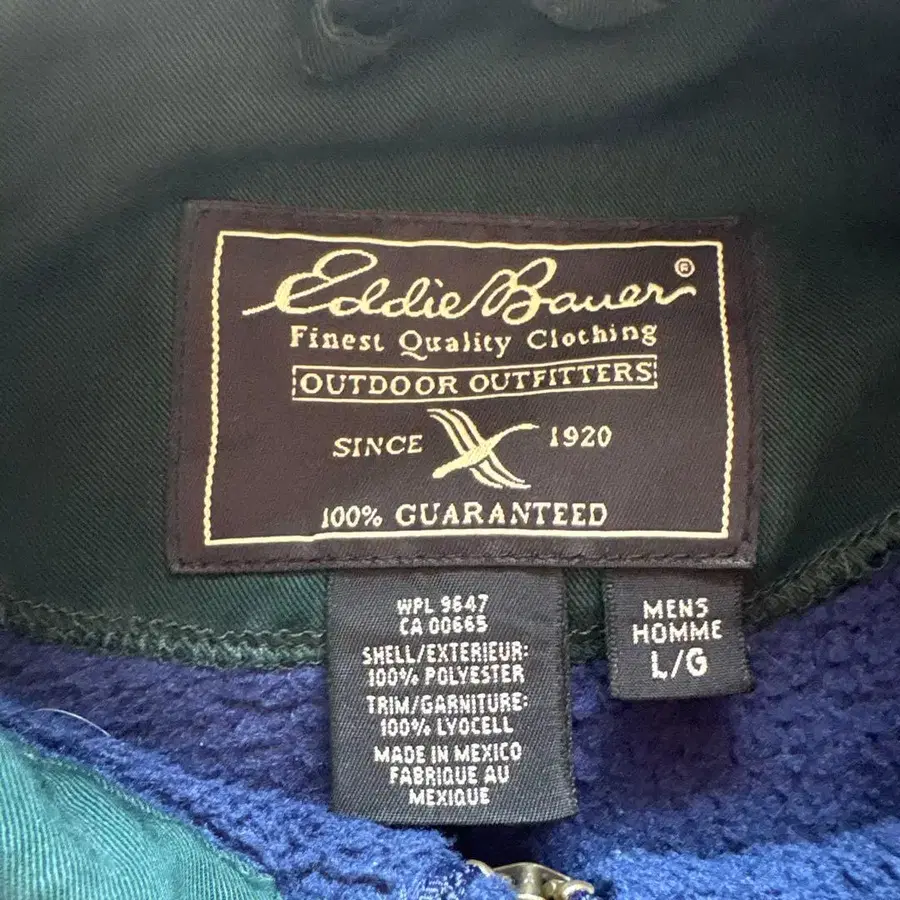 Eddie Bauer®
Finest Quality Clothing
OUTDOOR OUTFITTERS
SINCE 1920
100% GUARANTEED
WPL 9647
CA 00665
SHELL/EXTERIEUR:
100% POLYESTER
TRIM/GARNITURE:
100% LYOCELL
MADE IN MEXICO
FABRIQUE AU
MEXIQUE
MENS
HOMME
L/G